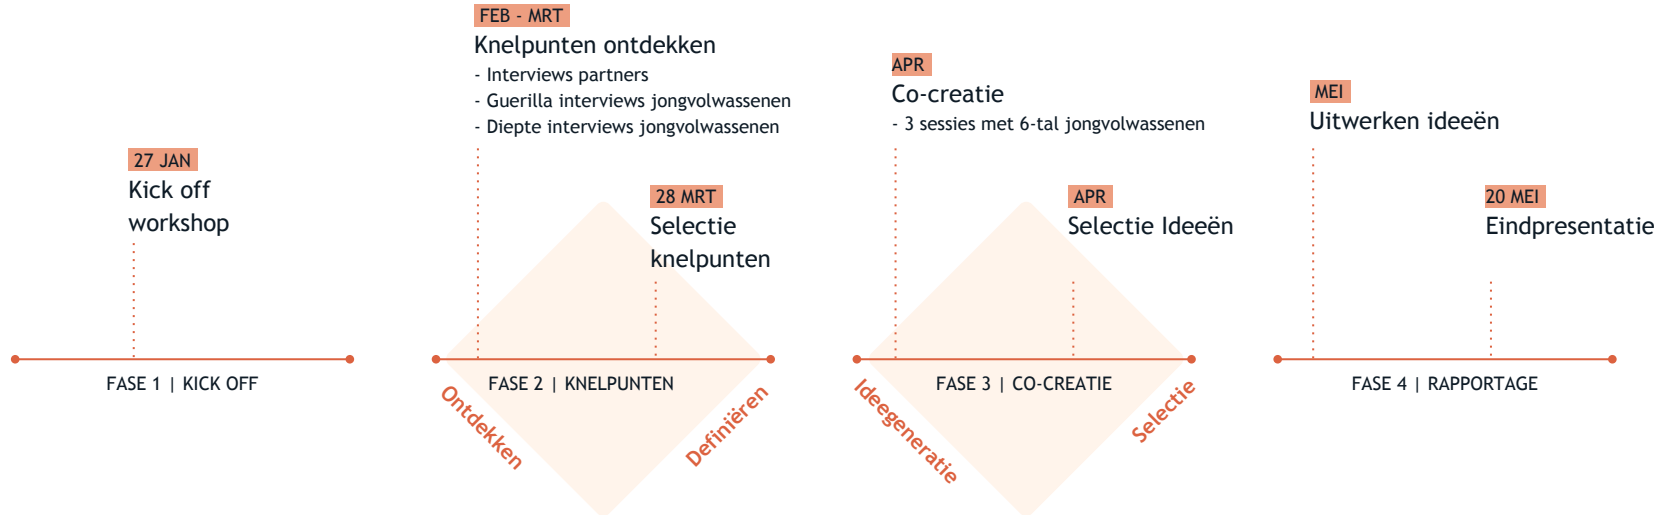 27 JAN
Kick off
workshop
FASE 1 | KICK OFF
FEB - MRT
Knelpunten ontdekken
- Interviews partners
- Guerilla interviews jongvolwassenen
- Diepte interviews jongvolwassenen
28 MRT
Selectie
knelpunten
FASE 2 | KNELPUNTEN
Ontdekken
Definiëren
APR
Co-creatie
- 3 sessies met 6-tal jongvolwassenen
APR
Selectie Ideeën
FASE 3 | CO-CREATIE
Ideegeneratie
Selectie
MEI
Uitwerken ideeën
20 MEI
Eindpresentatie
FASE 4 | RAPPORTAGE